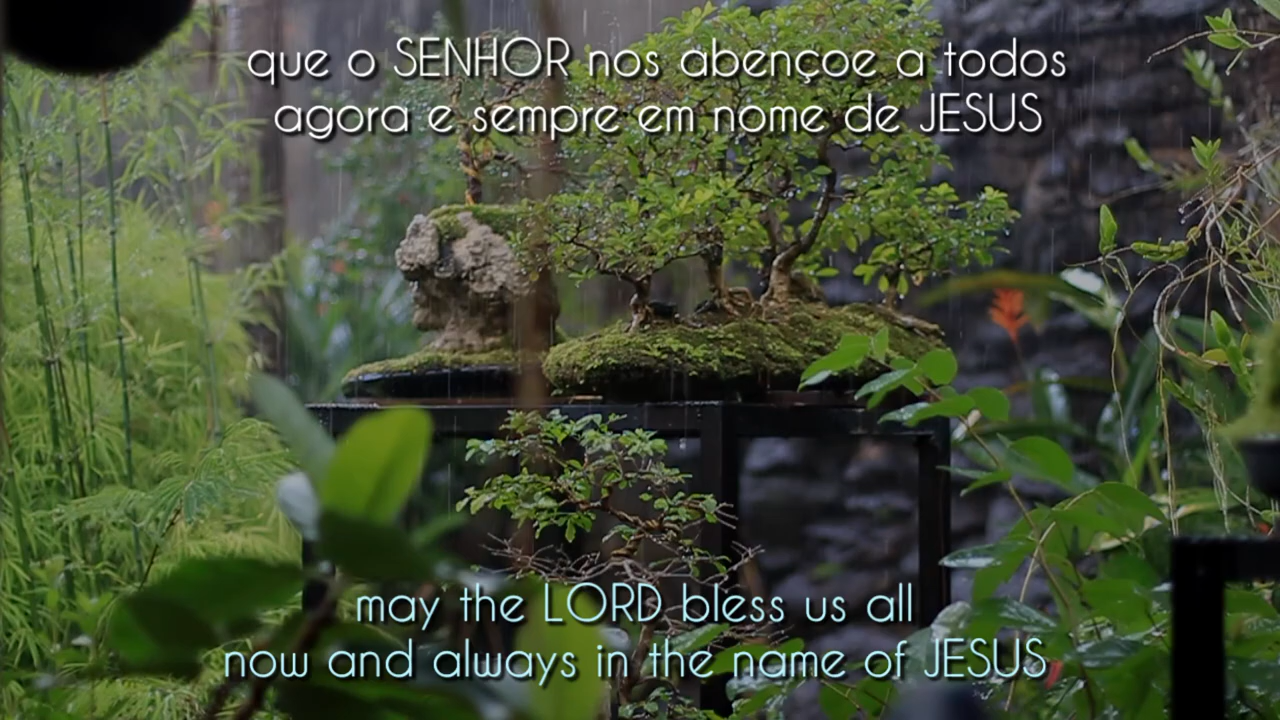 que o SENHOR nos abençoe a todos
agora e sempre em nome de JESUS
may the LORD bless us all
now and always in the name of JESUS